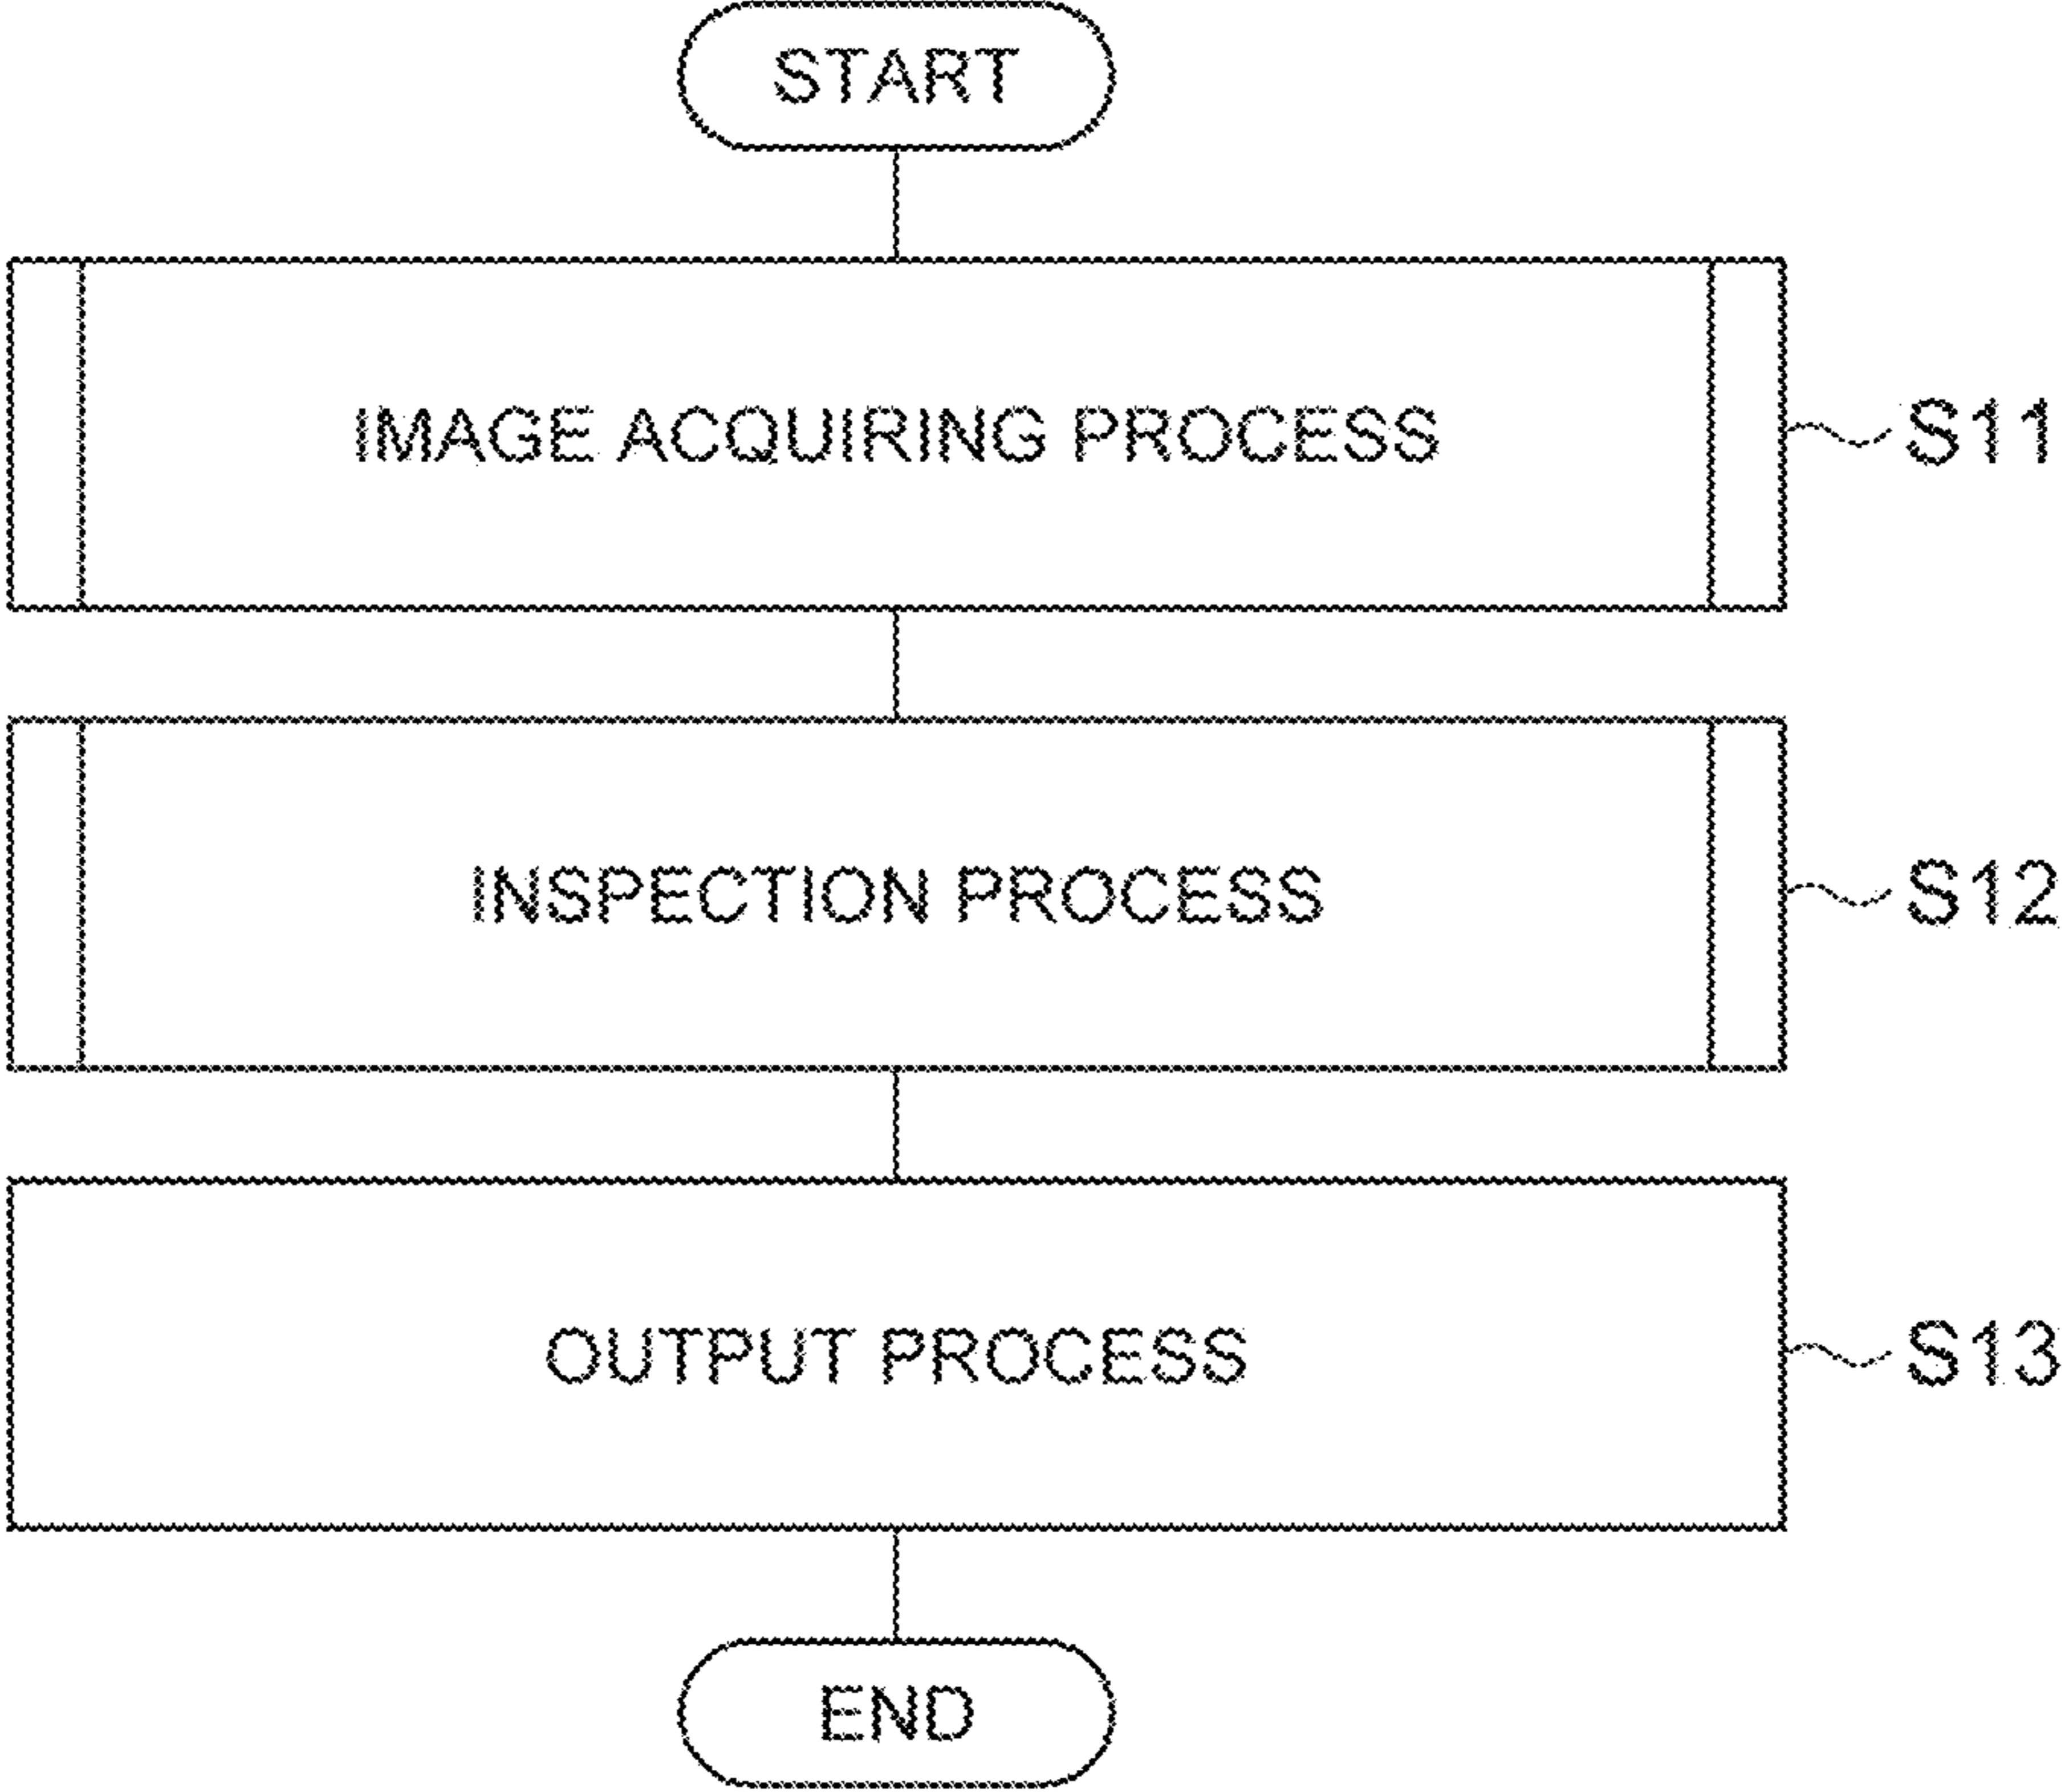 START
IMAGE ACQUIRING PROCESS
S11
INSPECTION PROCESS
S12
OUTPUT PROCESS
S13
END